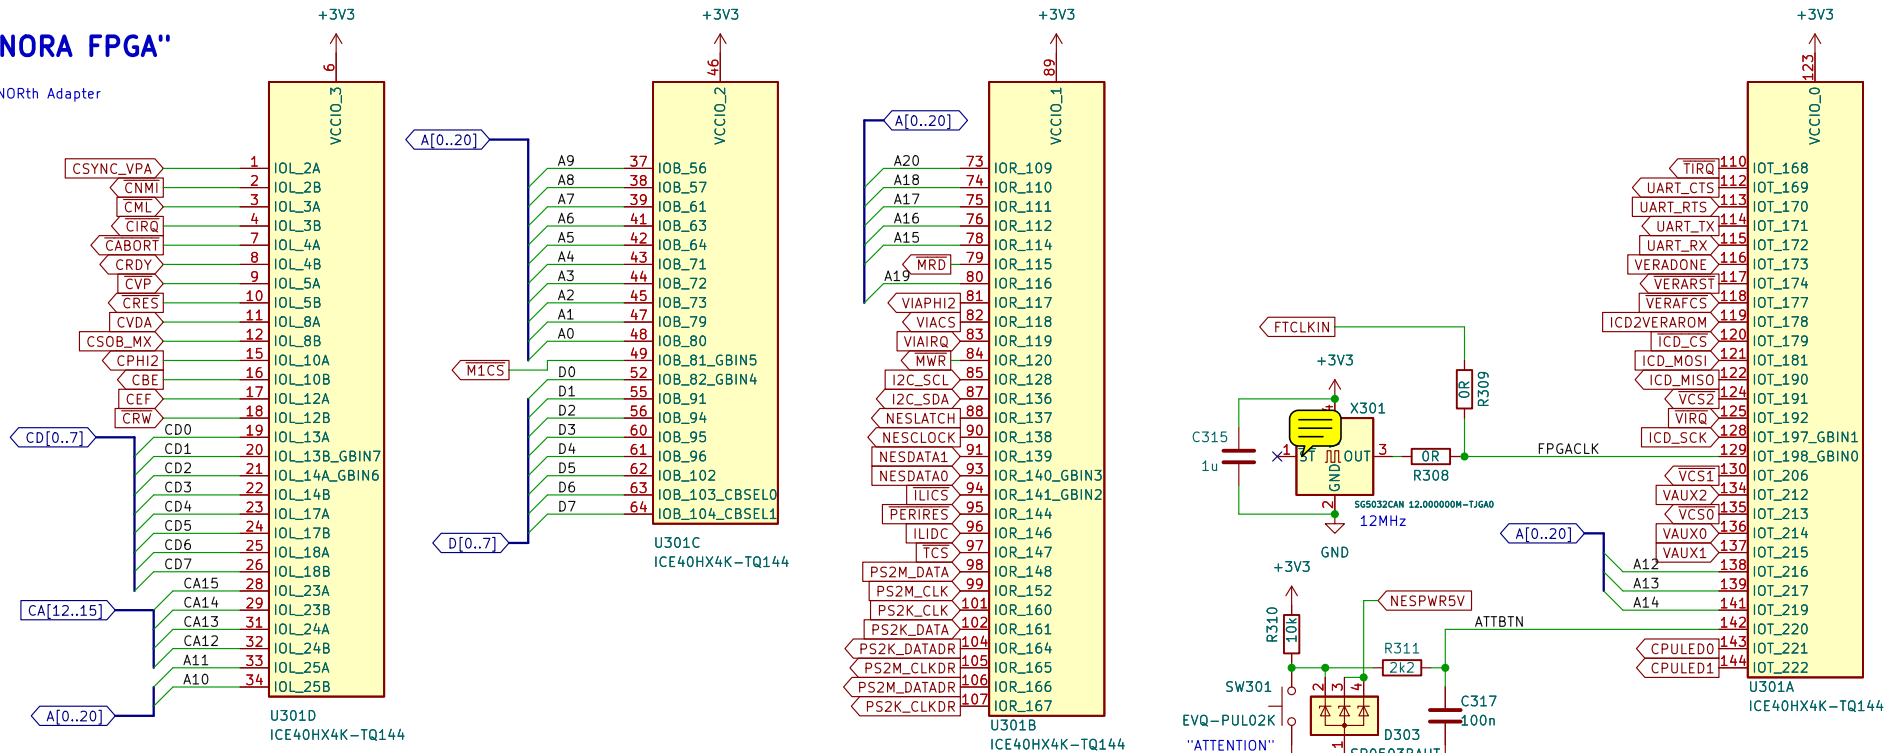 NORA FPGA"
NORth Adapter
+3V3
6
VCCIO_3
CSYNC_VPA 1 IOL_2A
CNMI 2 IOL_2B
CML 3 IOL_3A
CIRQ 4 IOL_3B
CABORT 7 IOL_4A
CRDY 8 IOL_4B
CVP 9 IOL_5A
CRES 10 IOL_5B
CVDA 11 IOL_8A
CSOB_MX 12 IOL_8B
CPHI2 15 IOL_10A
CBE 16 IOL_10B
CEF 17 IOL_12A
CRW 18 IOL_12B
CD[0..7]
CD0 19 IOL_13A
CD1 20 IOL_13B_GBIN7
CD2 21 IOL_14A_GBIN6
CD3 22 IOL_14B
CD4 23 IOL_17A
CD5 24 IOL_17B
CD6 25 IOL_18A
CD7 26 IOL_18B
CA[12..15]
CA15 28 IOL_23A
CA14 29 IOL_23B
CA13 31 IOL_24A
CA12 32 IOL_24B
A11 33 IOL_25A
A10 34 IOL_25B
A[0..20]
U301D
ICE40HX4K-TQ144
+3V3
46
VCCIO_2
A[0..20]
A9 37 IOB_56
A8 38 IOB_57
A7 39 IOB_61
A6 41 IOB_63
A5 42 IOB_64
A4 43 IOB_71
A3 44 IOB_72
A2 45 IOB_73
A1 47 IOB_79
A0 48 IOB_80
M1CS 49 IOB_81_GBIN5
D0 52 IOB_82_GBIN4
D1 55 IOB_91
D2 56 IOB_94
D3 60 IOB_95
D4 61 IOB_96
D5 62 IOB_102
D6 63 IOB_103_CBSEL0
D7 64 IOB_104_CBSEL1
D[0..7]
U301C
ICE40HX4K-TQ144
+3V3
89
VCCIO_1
A[0..20]
A20 73 IOR_109
A18 74 IOR_110
A17 75 IOR_111
A16 76 IOR_112
A15 78 IOR_114
MRD 79 IOR_115
A19 80 IOR_116
VIAPHI2 81 IOR_117
VIACS 82 IOR_118
VIAIRQ 83 IOR_119
MWR 84 IOR_120
I2C_SCL 85 IOR_128
I2C_SDA 87 IOR_136
NESLATCH 88 IOR_137
NESCLOCK 90 IOR_138
NESDATA1 91 IOR_139
NESDATA0 93 IOR_140_GBIN3
ILICS 94 IOR_141_GBIN2
PERIRES 95 IOR_144
ILIDC 96 IOR_146
TCS 97 IOR_147
PS2M_DATA 98 IOR_148
PS2M_CLK 99 IOR_152
PS2K_CLK 101 IOR_160
PS2K_DATA 102 IOR_161
PS2K_DATADR 104 IOR_164
PS2M_CLKDR 105 IOR_165
PS2M_DATADR 106 IOR_166
PS2K_CLKDR 107 IOR_167
U301B
ICE40HX4K-TQ144
FTCLKIN
+3V3
0R
R309
4
X301
C315
1u
1
ST
OUT
3
GND
2
0R
R308
FPGACLK
SG5032CAN 12.000000M-TJGA0
12MHz
GND
+3V3
R310
10k
NESPWR5V
ATTBTN
R311
2k2
SW301
EVQ-PUL02K
"ATTENTION"
2
3
4
1
D303
C317
100n
+3V3
123
VCCIO_0
TIRQ 110 IOT_168
UART_CTS 112 IOT_169
UART_RTS 113 IOT_170
UART_TX 114 IOT_171
UART_RX 115 IOT_172
VERADONE 116 IOT_173
VERARST 117 IOT_174
VERAFCS 118 IOT_177
ICD2VERAROM 119 IOT_178
ICD_CS 120 IOT_179
ICD_MOSI 121 IOT_181
ICD_MISO 122 IOT_190
VCS2 124 IOT_191
VIRQ 125 IOT_192
ICD_SCK 128 IOT_197_GBIN1
129 IOT_198_GBIN0
VCS1 130 IOT_206
VAUX2 134 IOT_212
VCS0 135 IOT_213
VAUX0 136 IOT_214
VAUX1 137 IOT_215
A[0..20]
A12 138 IOT_216
A13 139 IOT_217
A14 141 IOT_219
142 IOT_220
CPULED0 143 IOT_221
CPULED1 144 IOT_222
U301A
ICE40HX4K-TQ144